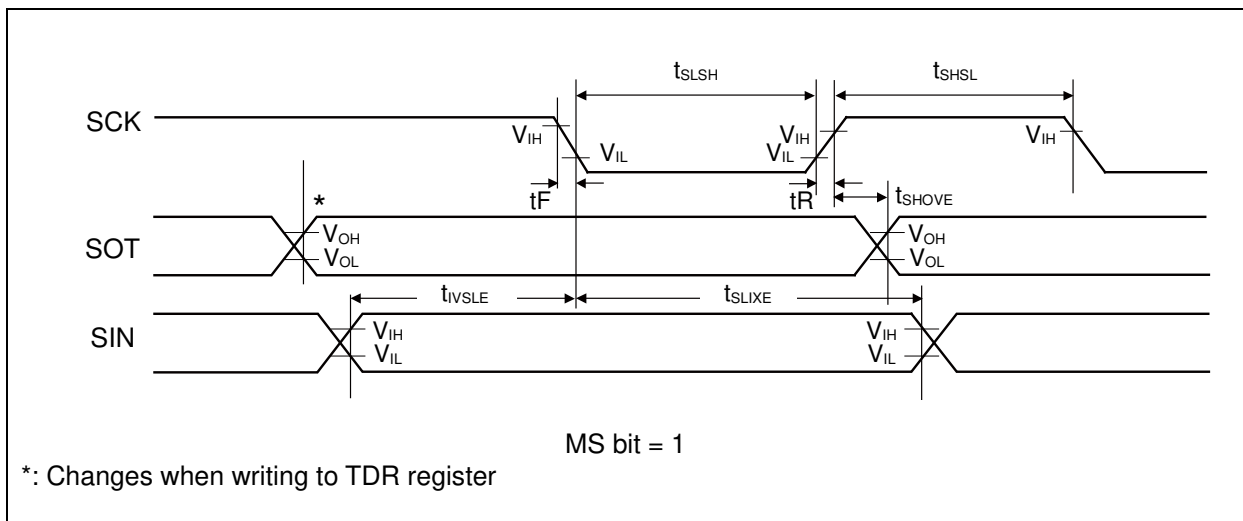 tSLSH tSHSL
SCK VIH VIL VIH VIL VIH
tF tR tSHOVE
*
SOT VOH VOL VOH VOL
tIVSLE tSLIXE
SIN VIH VIL VIH VIL
MS bit = 1
*: Changes when writing to TDR register